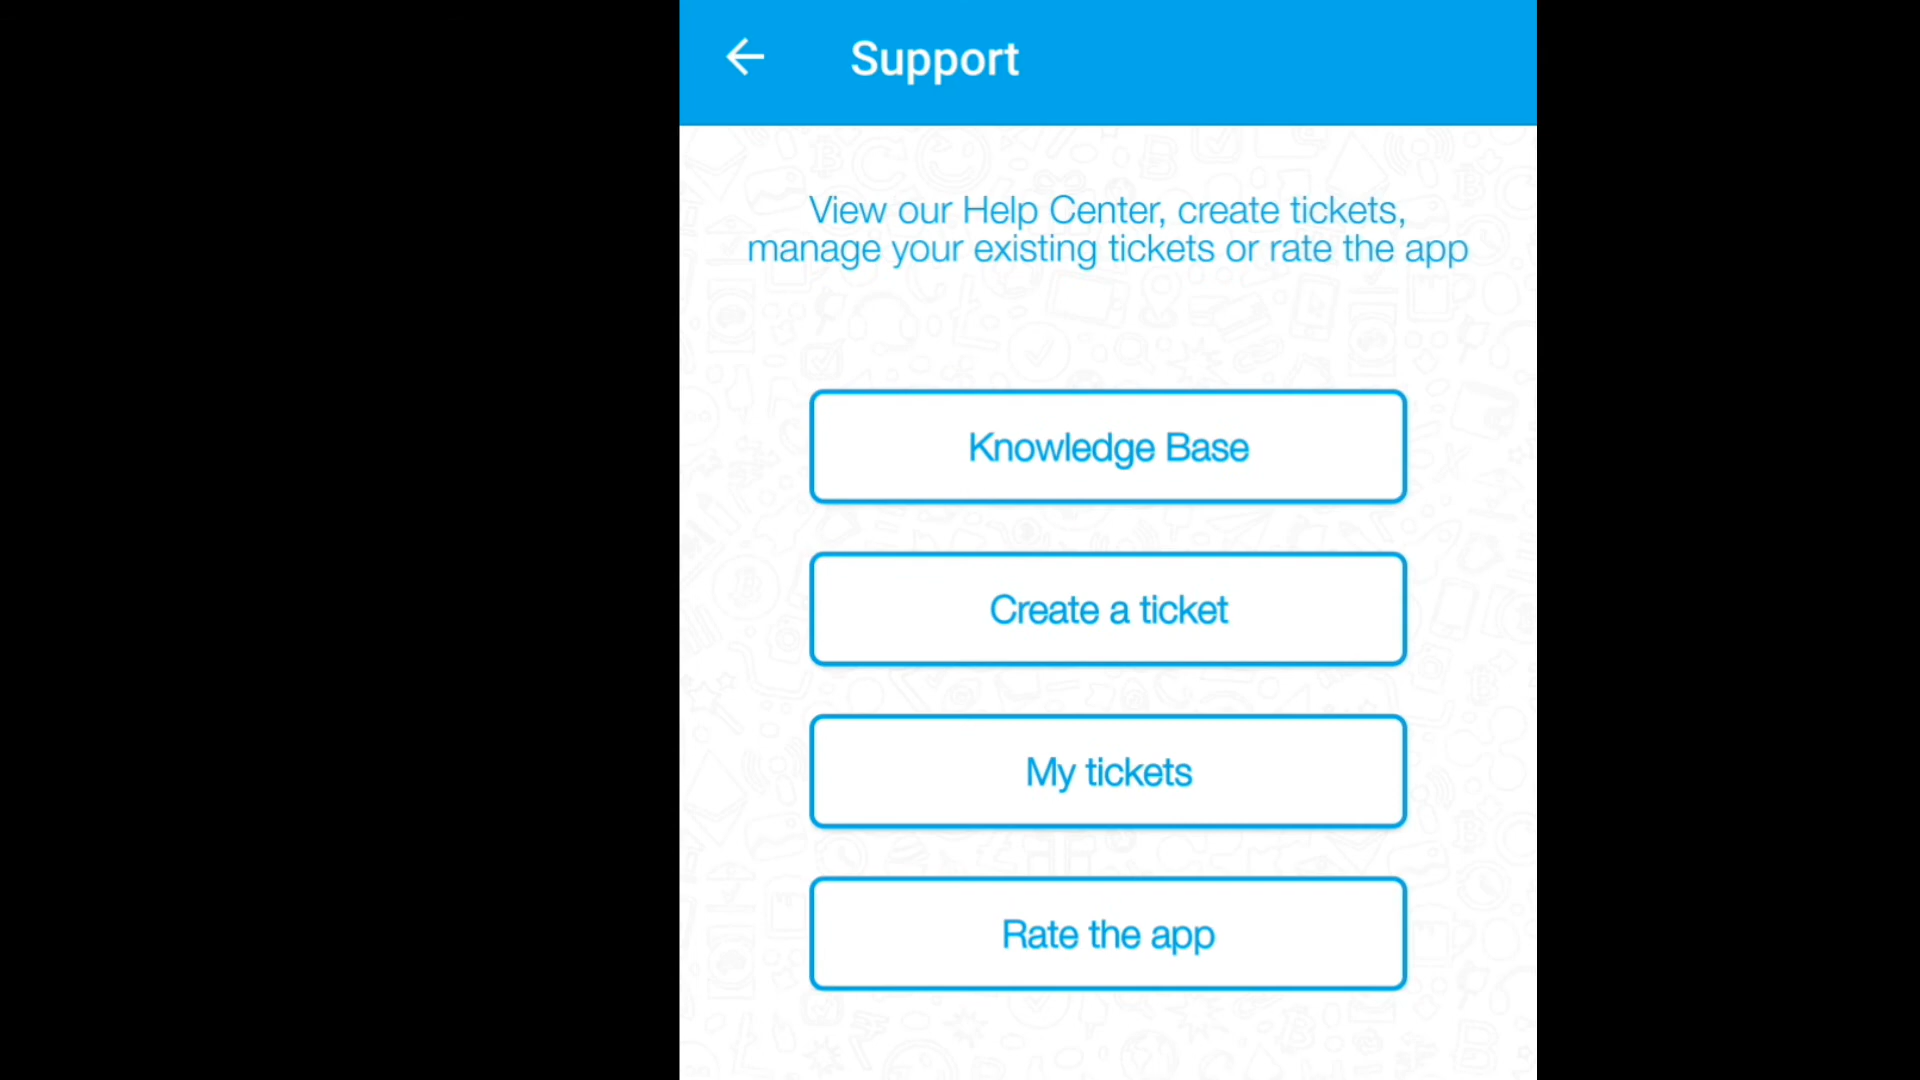 Support
View our Help Center, create tickets,
manage your existing tickets or rate the app
Knowledge Base
Create a ticket
My tickets
Rate the app